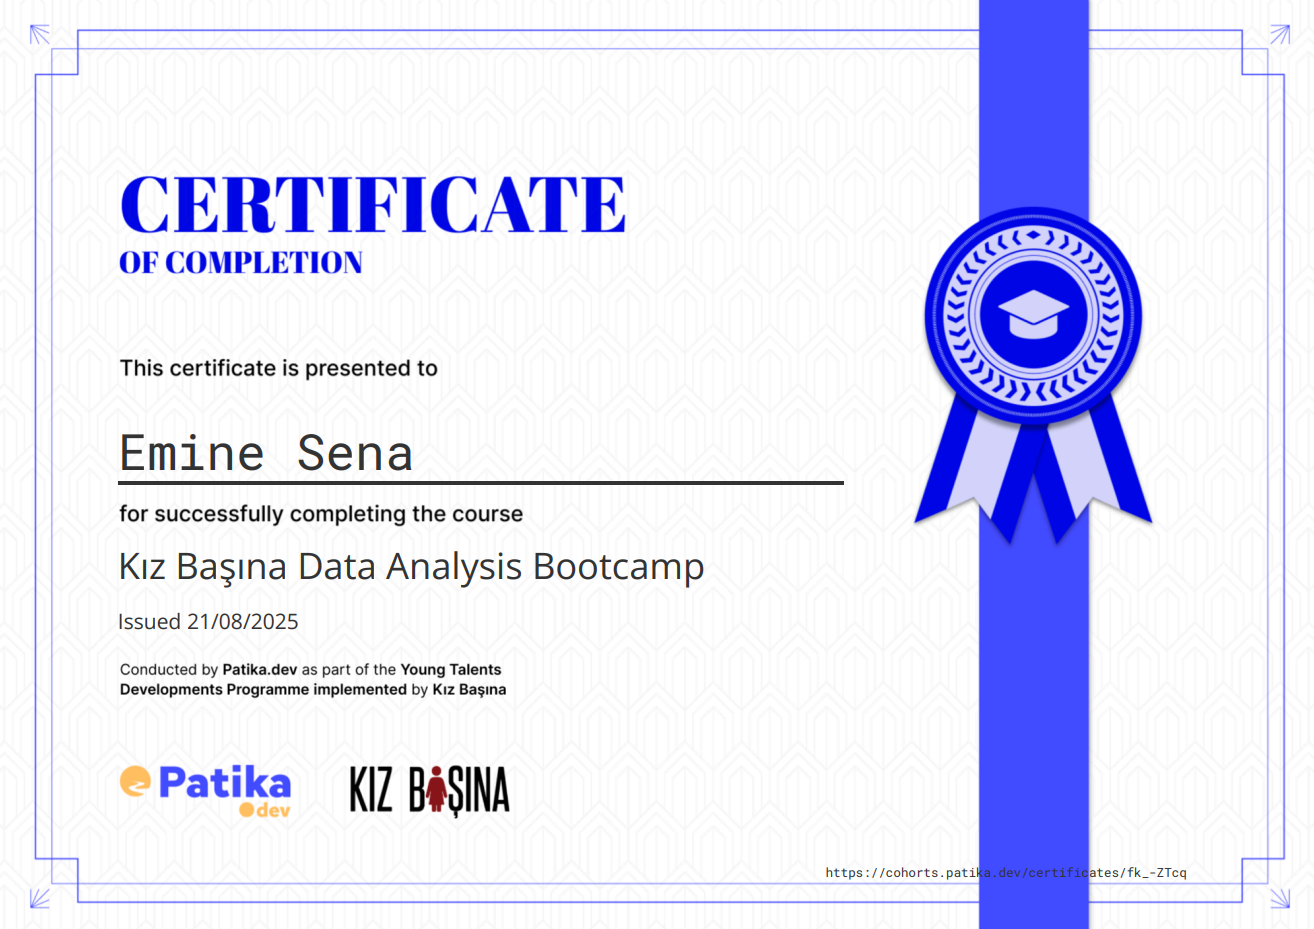 CERTIFICATE
OF COMPLETION
This certificate is presented to
Emine Sena
for successfully completing the course
Kız Başına Data Analysis Bootcamp
Issued 21/08/2025
Conducted by Patika.dev as part of the Young Talents
Developments Programme implemented by Kız Başına
Patika
dev
KIZ BAŞINA
https://cohorts.patika.dev/certificates/fk_-ZTcq